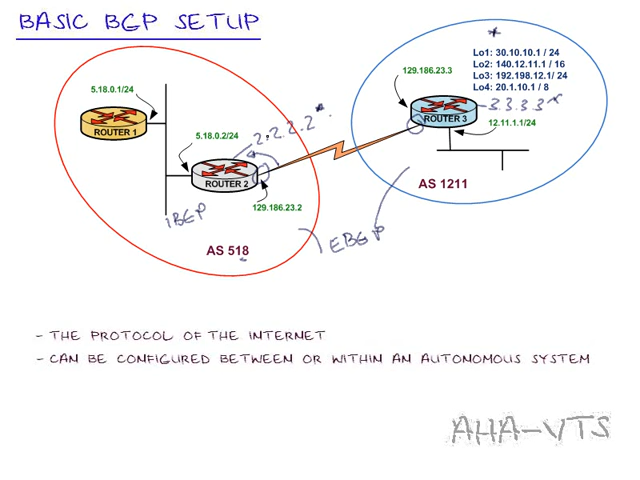 BASIC BGP SETUP
*
Lo1: 30.10.10.1 / 24
Lo2: 140.12.11.1 / 16
Lo3: 192.198.12.1/ 24
Lo4: 20.1.10.1 / 8
129.186.23.3
5.18.0.1/24
ROUTER 3
3.3.3.3*
12.11.1.1/24
ROUTER 1
5.18.0.2/24
2.2.2.2*
ROUTER 2
129.186.23.2
AS 1211
iBGP
EBGP
AS 518
- THE PROTOCOL OF THE INTERNET
- CAN BE CONFIGURED BETWEEN OR WITHIN AN AUTONOMOUS SYSTEM
AHA-VTS